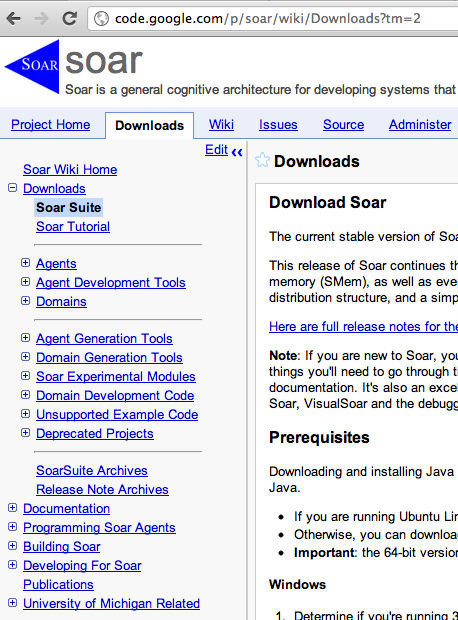 code.google.com/p/soar/wiki/Downloads?tm=2
SOAR
soar
Soar is a general cognitive architecture for developing systems that
Project Home Downloads Wiki Issues Source Administer
Edit ‹‹
Soar Wiki Home
Downloads
Soar Suite
Soar Tutorial
Agents
Agent Development Tools
Domains
Agent Generation Tools
Domain Generation Tools
Soar Experimental Modules
Domain Development Code
Unsupported Example Code
Deprecated Projects
SoarSuite Archives
Release Note Archives
Documentation
Programming Soar Agents
Building Soar
Developing For Soar
Publications
University of Michigan Related
Downloads
Download Soar
The current stable version of Soa
This release of Soar continues th
memory (SMem), as well as eve
distribution structure, and a simp
Here are full release notes for the
Note: If you are new to Soar, you
things you'll need to go through t
documentation. It's also an excel
Soar, VisualSoar and the debugg
Prerequisites
Downloading and installing Java
Java.
• If you are running Ubuntu Lin
• Otherwise, you can download
• Important: the 64-bit version
Windows
1. Determine if you're running 3